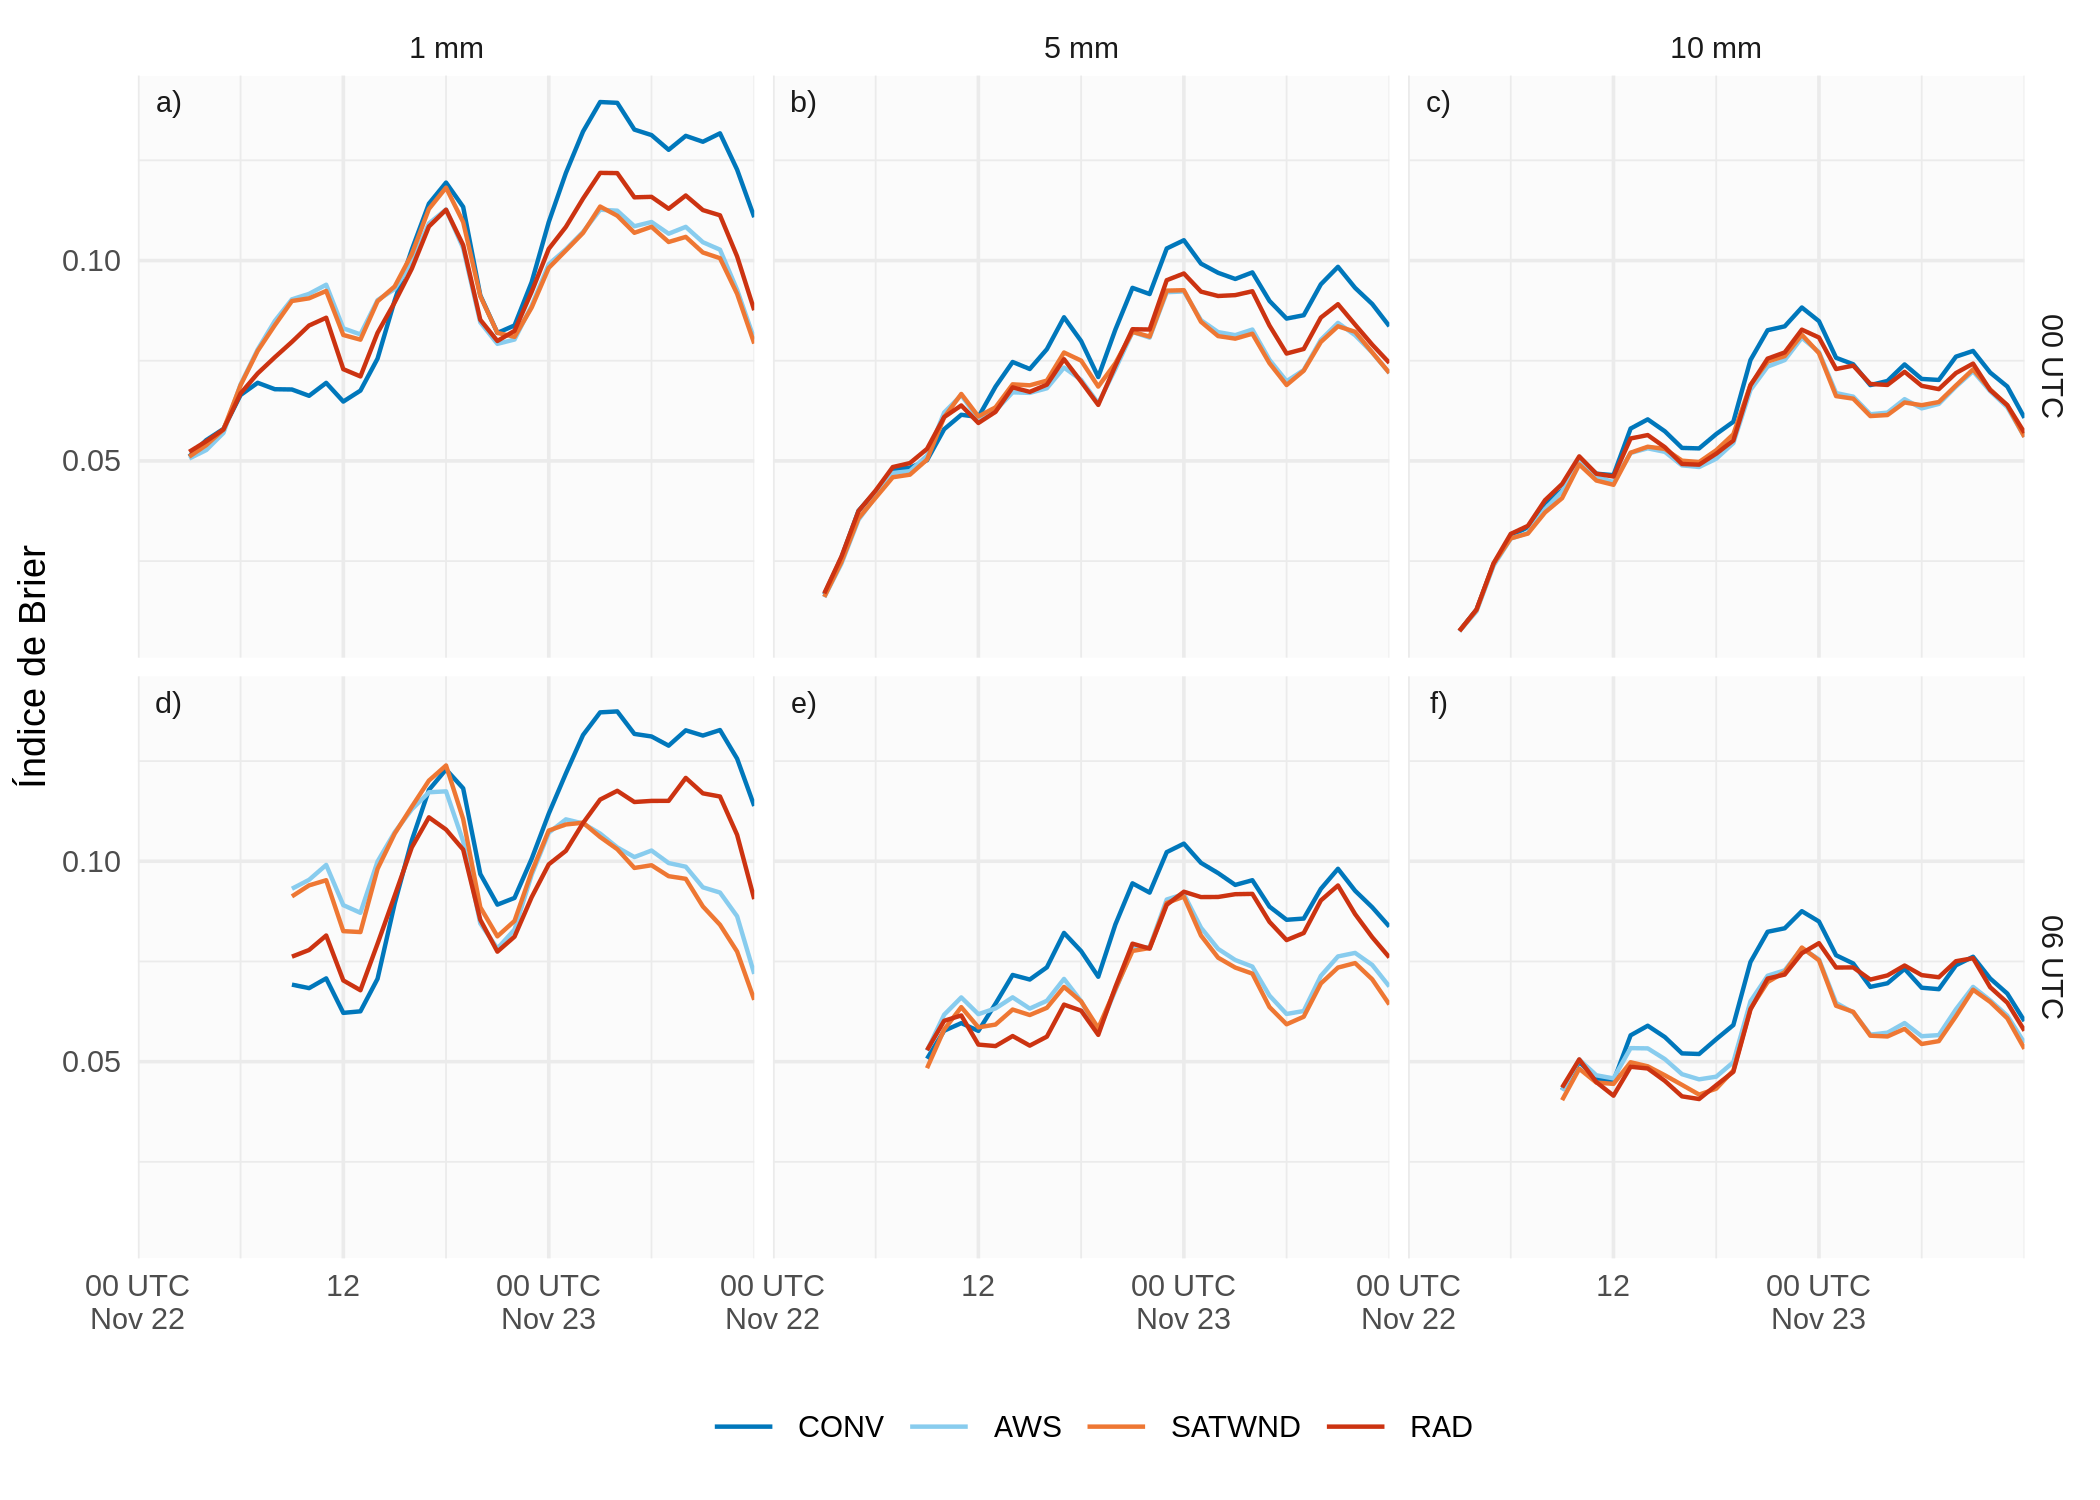 1 mm
5 mm
10 mm
a)
b)
c)
0.10
0.05
00 UTC
Índice de Brier
d)
e)
f)
0.10
0.05
06 UTC
00 UTC
Nov 22
12
00 UTC
Nov 23
00 UTC
Nov 22
12
00 UTC
Nov 23
00 UTC
Nov 22
12
00 UTC
Nov 23
CONV
AWS
SATWND
RAD